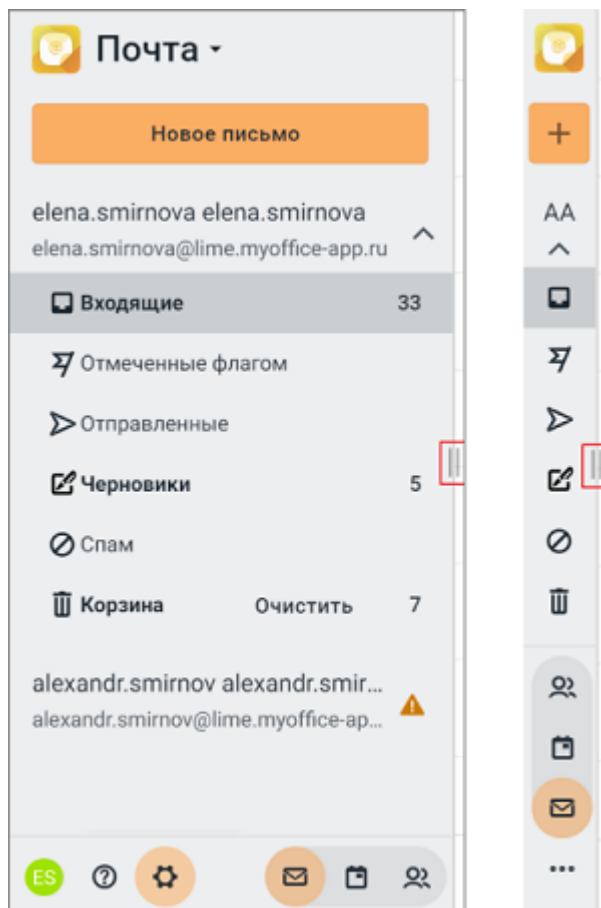 Почта
Новое письмо
elena.smirnova elena.smirnova
elena.smirnova@lime.myoffice-app.ru
Входящие 33
Отмеченные флагом
Отправленные
Черновики 5
Спам
Корзина Очистить 7
alexandr.smirnov alexandr.smir...
alexandr.smirnov@lime.myoffice-ap...
ES
AA